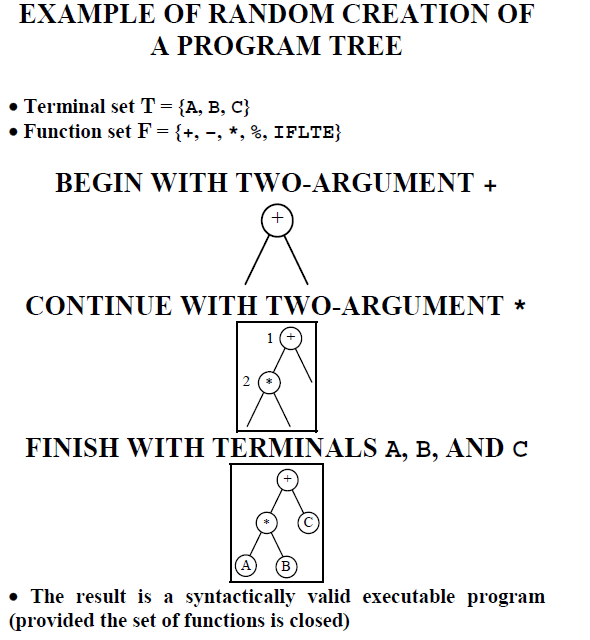 EXAMPLE OF RANDOM CREATION OF
A PROGRAM TREE
• Terminal set T = {A, B, C}
• Function set F = {+, −, *, %, IFLTE}
BEGIN WITH TWO-ARGUMENT +
+
CONTINUE WITH TWO-ARGUMENT *
1 +
2 *
FINISH WITH TERMINALS A, B, AND C
+
* C
A B
• The result is a syntactically valid executable program
(provided the set of functions is closed)